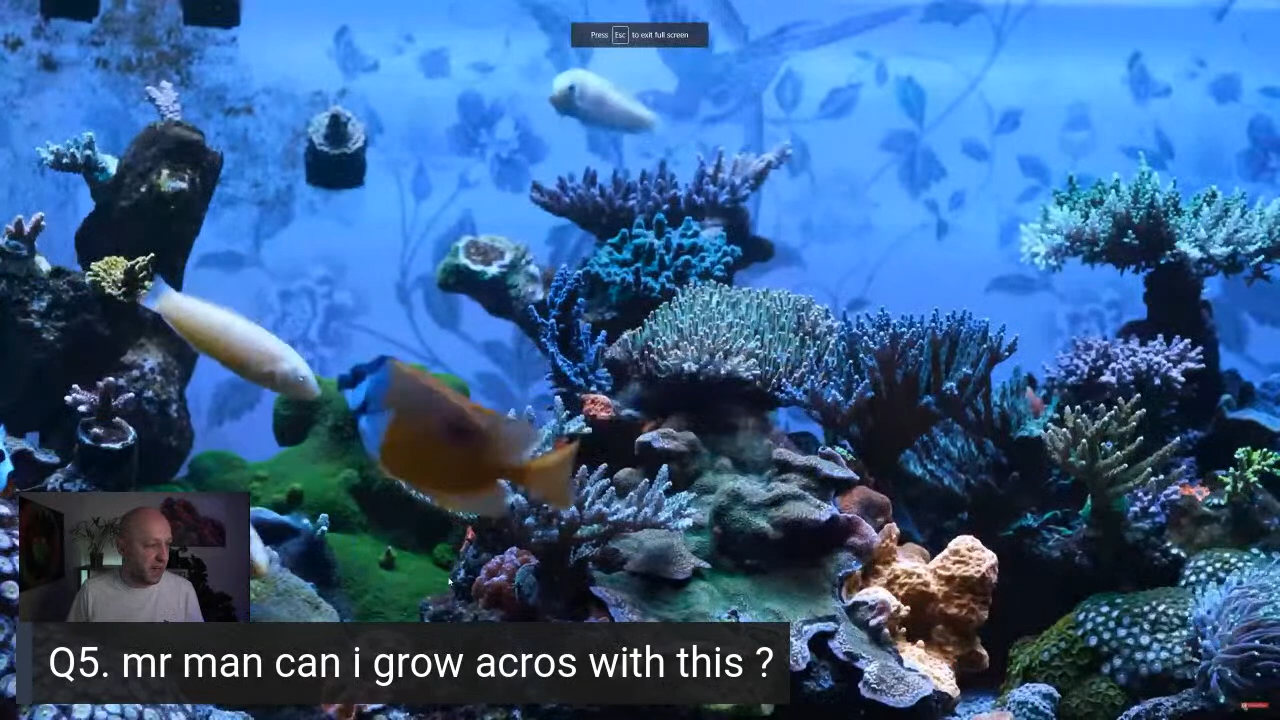 Press Esc to exit full screen
Q5. mr man can i grow acros with this ?